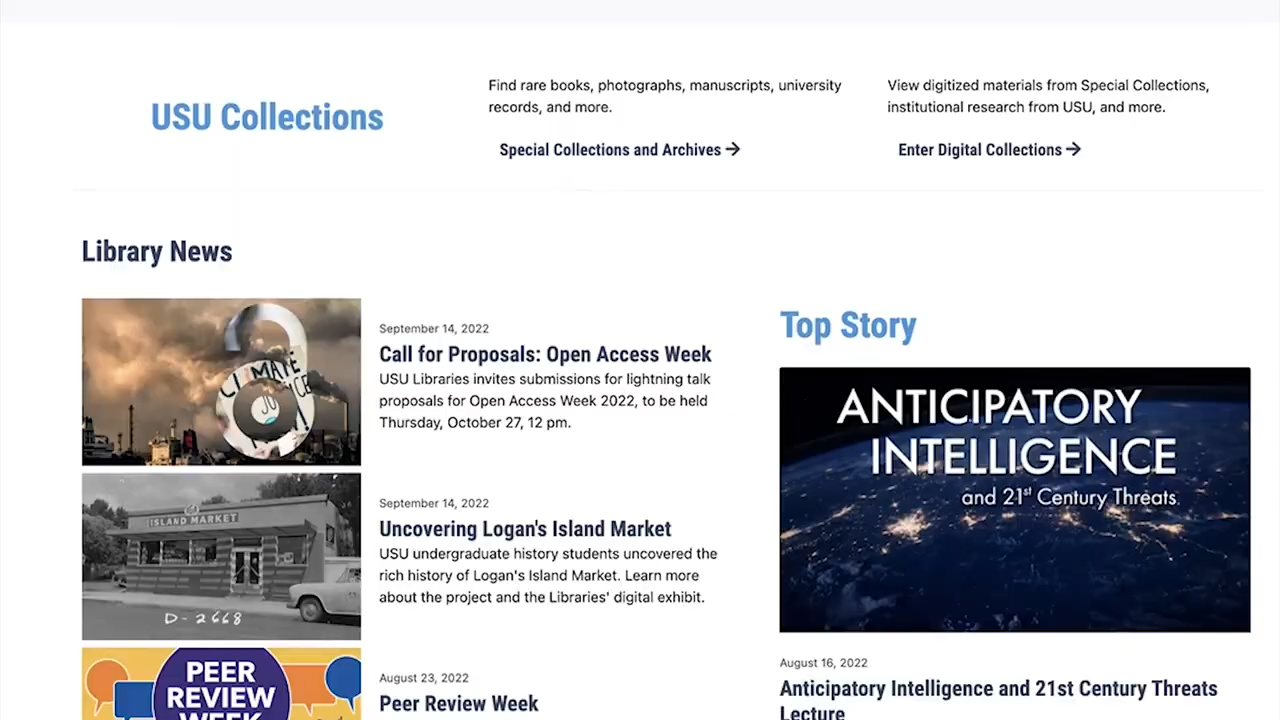 USU Collections
Find rare books, photographs, manuscripts, university
records, and more.
Special Collections and Archives →
View digitized materials from Special Collections,
institutional research from USU, and more.
Enter Digital Collections →
Library News
CLIMATE
JUSTICE
September 14, 2022
Call for Proposals: Open Access Week
USU Libraries invites submissions for lightning talk
proposals for Open Access Week 2022, to be held
Thursday, October 27, 12 pm.
ISLAND MARKET
D-2668
September 14, 2022
Uncovering Logan's Island Market
USU undergraduate history students uncovered the
rich history of Logan's Island Market. Learn more
about the project and the Libraries' digital exhibit.
PEER
REVIEW
WEEK
August 23, 2022
Peer Review Week
Top Story
ANTICIPATORY
INTELLIGENCE
and 21st Century Threats
August 16, 2022
Anticipatory Intelligence and 21st Century Threats
Lecture